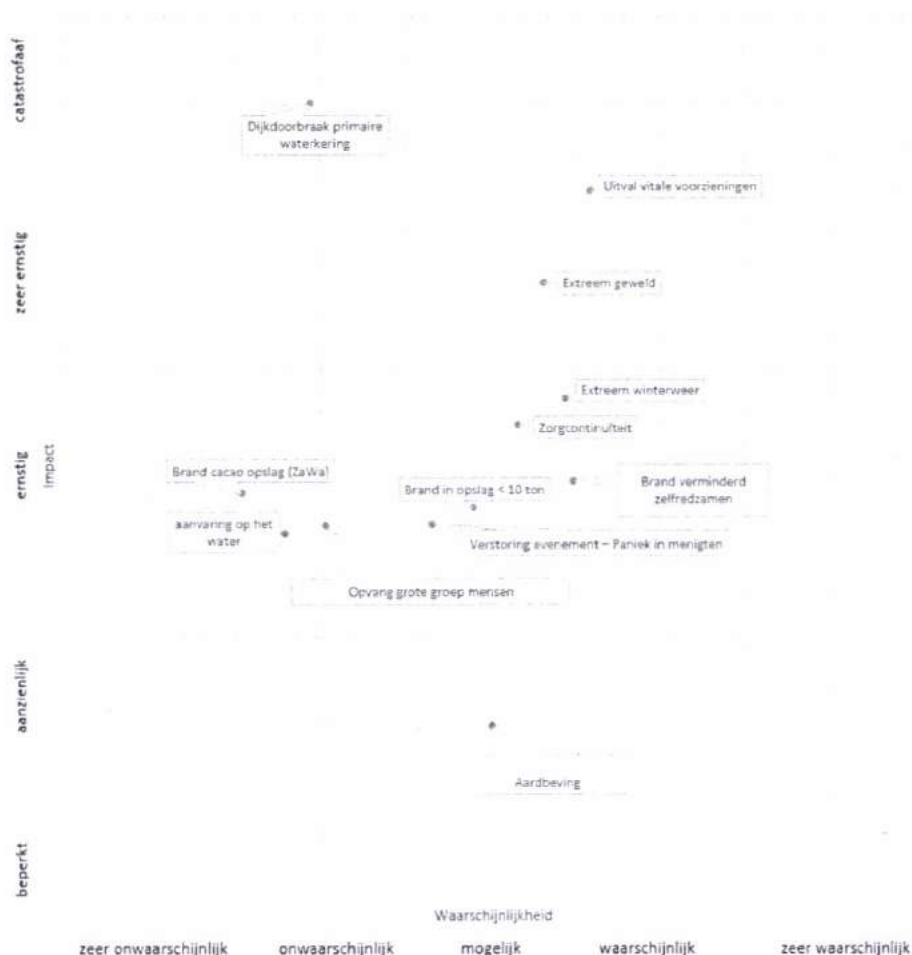 catastrofaaf
Dijkdoorbraak primaire
waterkering
Uitval vitale voorzieningen
zeer ernstig
Extreem geweld
Extreem winterweer
Zorgcontinuïteit
ernstig
Impact
Brand cacao opslag (ZaWa)
Brand in opslag < 10 ton
Brand verminderd
zelfredzamen
aanvaring op het
water
Verstoring evenement – Paniek in menigten
Opvang grote groep mensen
aanzienlijk
Aardbeving
beperkt
Waarschijnlijkheid
zeer onwaarschijnlijk
onwaarschijnlijk
mogelijk
waarschijnlijk
zeer waarschijnlijk